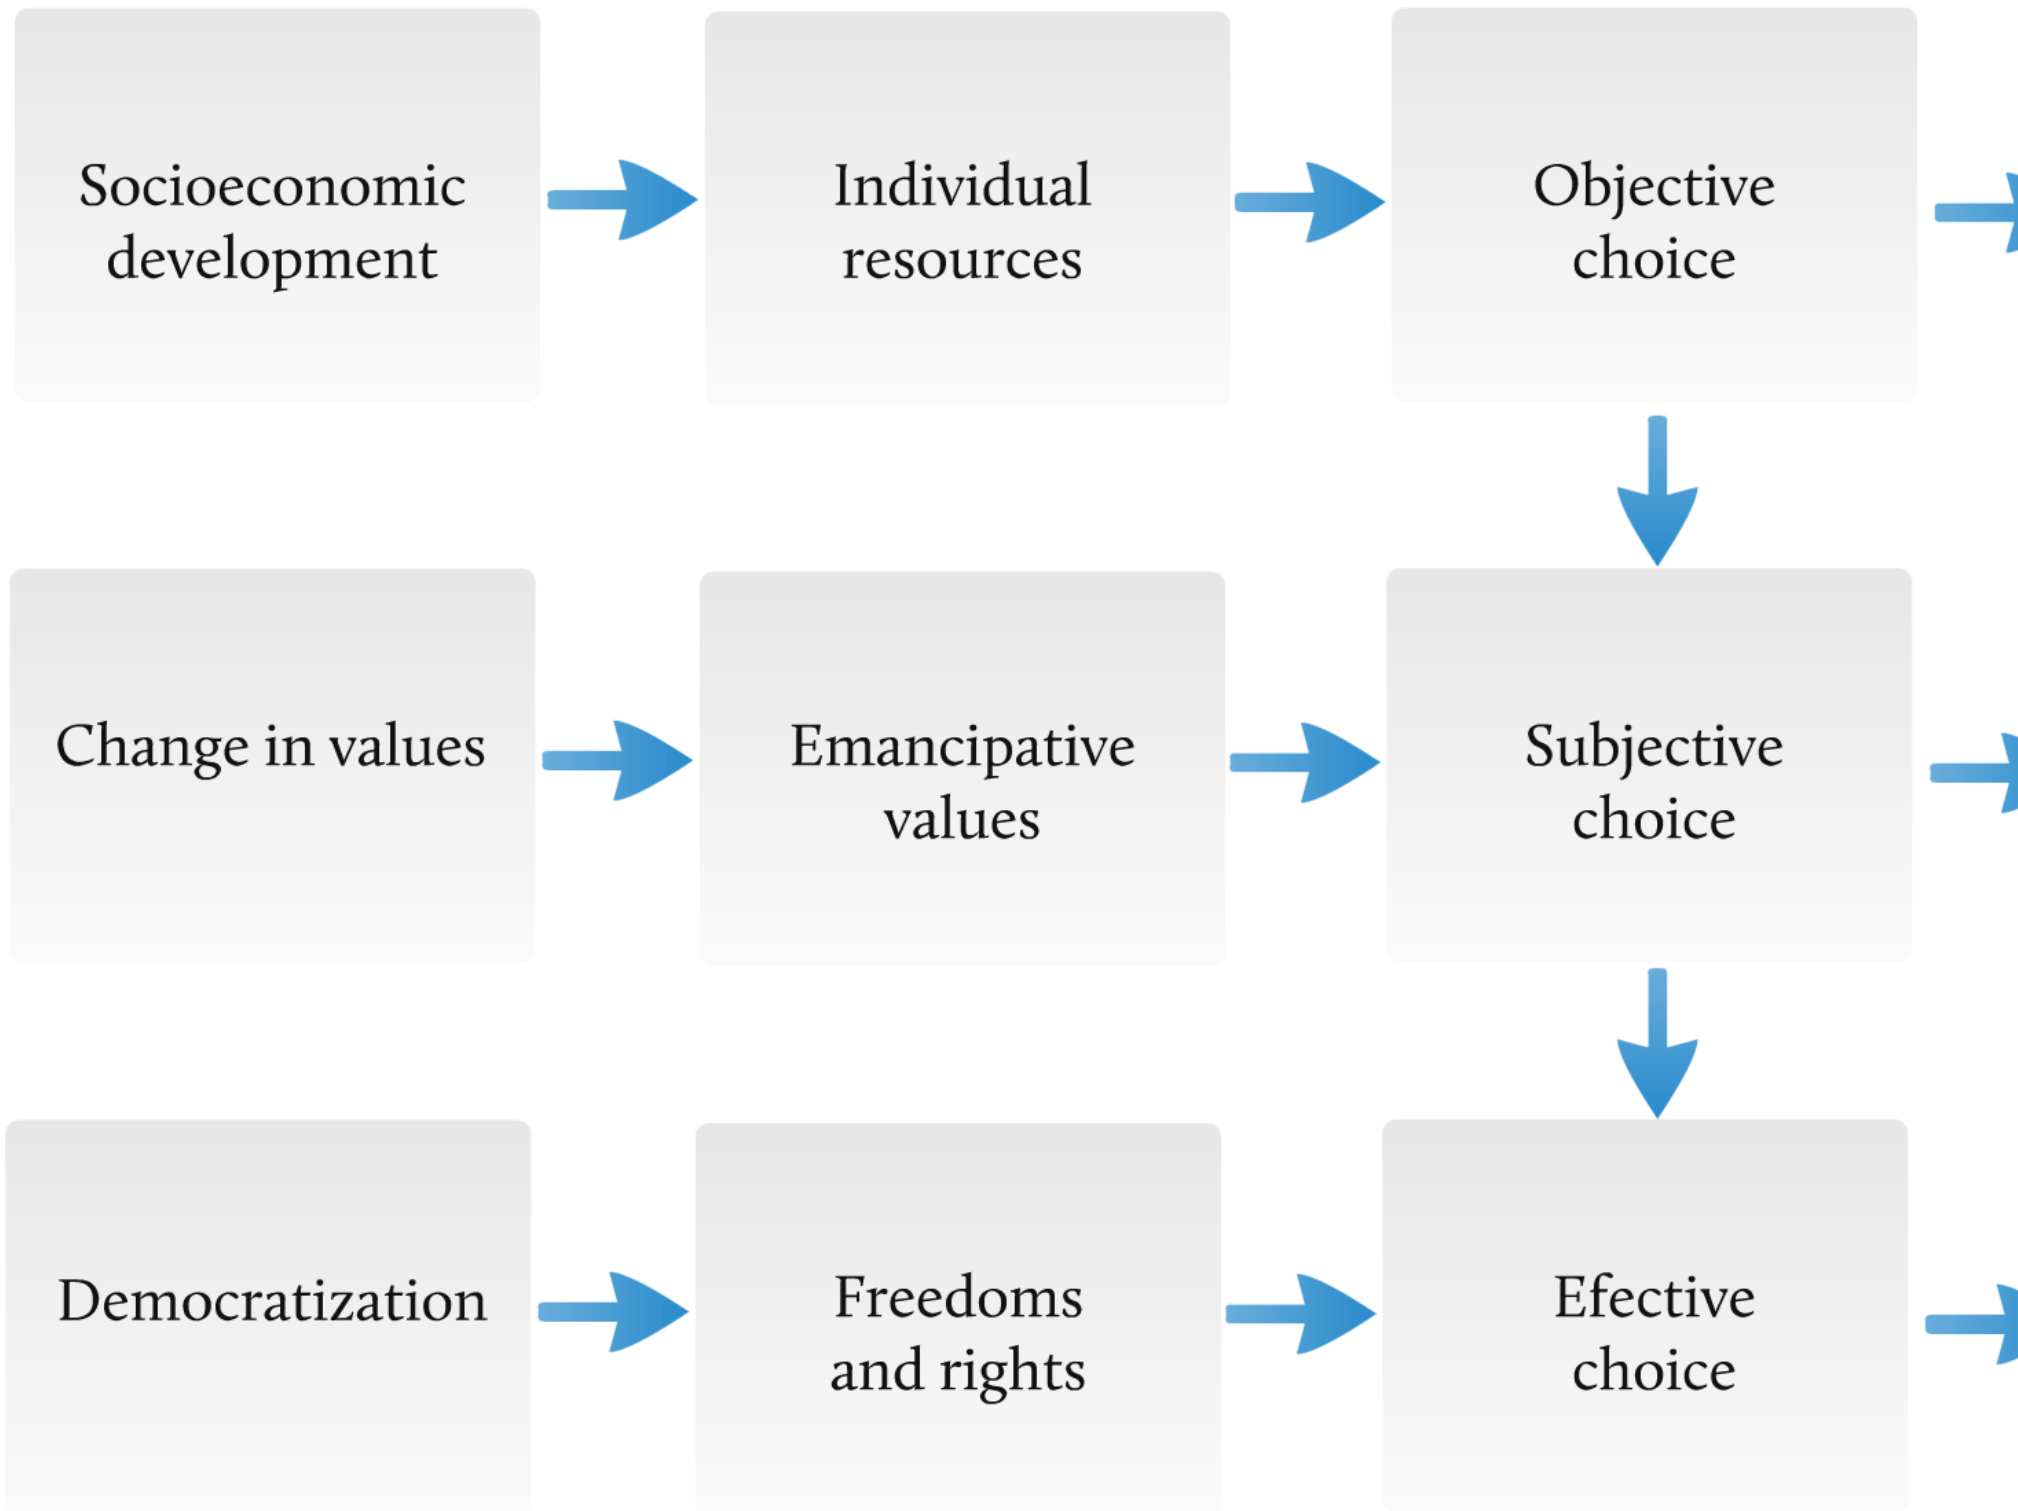 Socioeconomic
development
Individual
resources
Objective
choice
Change in values
Emancipative
values
Subjective
choice
Democratization
Freedoms
and rights
Efective
choice